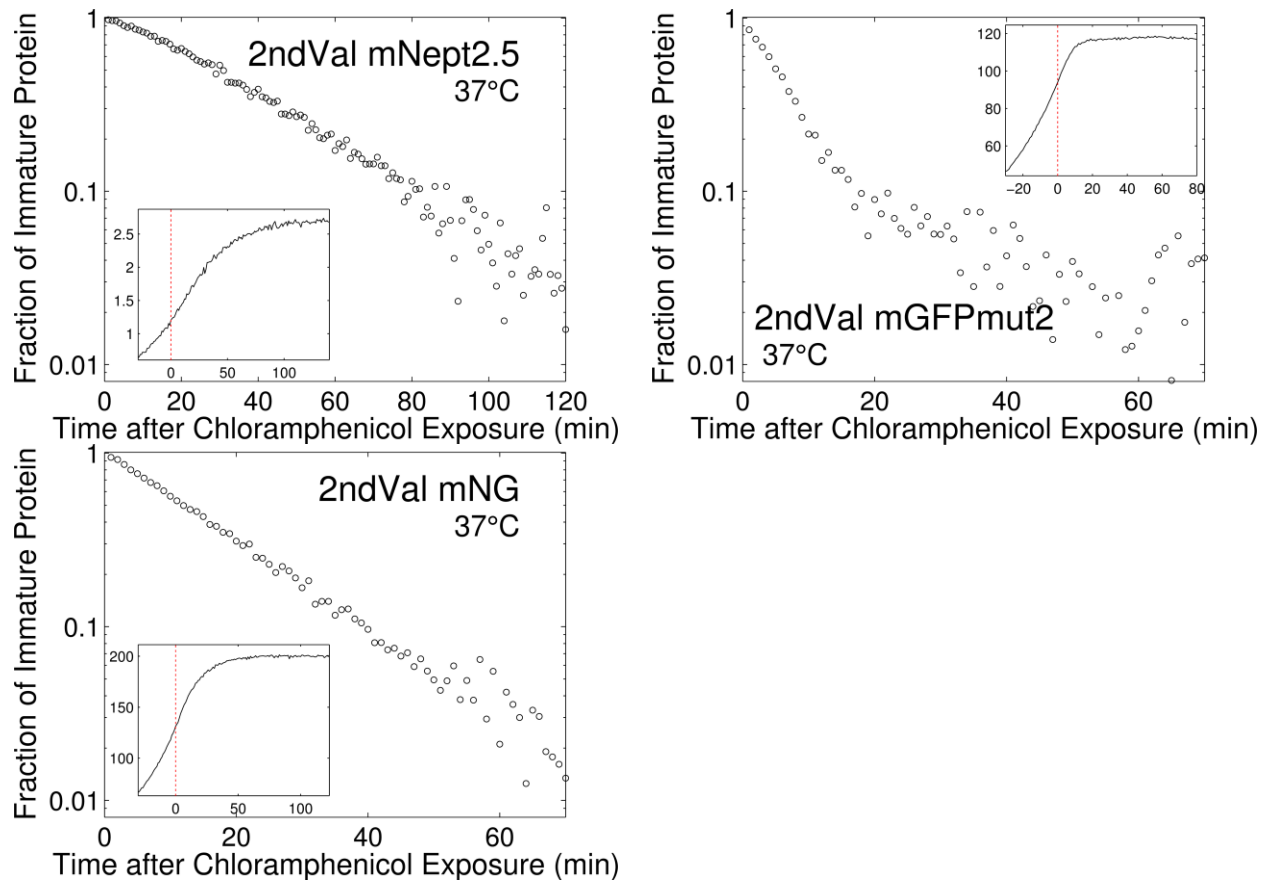 Fraction of Immature Protein
1
0.1
0.01
2ndVal mNept2.5
37°C
2.5
2
1.5
1
0 50 100
0 20 40 60 80 100 120
Time after Chloramphenicol Exposure (min)
Fraction of Immature Protein
1
0.1
0.01
120
100
80
60
−20 0 20 40 60 80
2ndVal mGFPmut2
37°C
0 20 40 60
Time after Chloramphenicol Exposure (min)
Fraction of Immature Protein
1
0.1
0.01
2ndVal mNG
37°C
200
150
100
0 50 100
0 20 40 60
Time after Chloramphenicol Exposure (min)